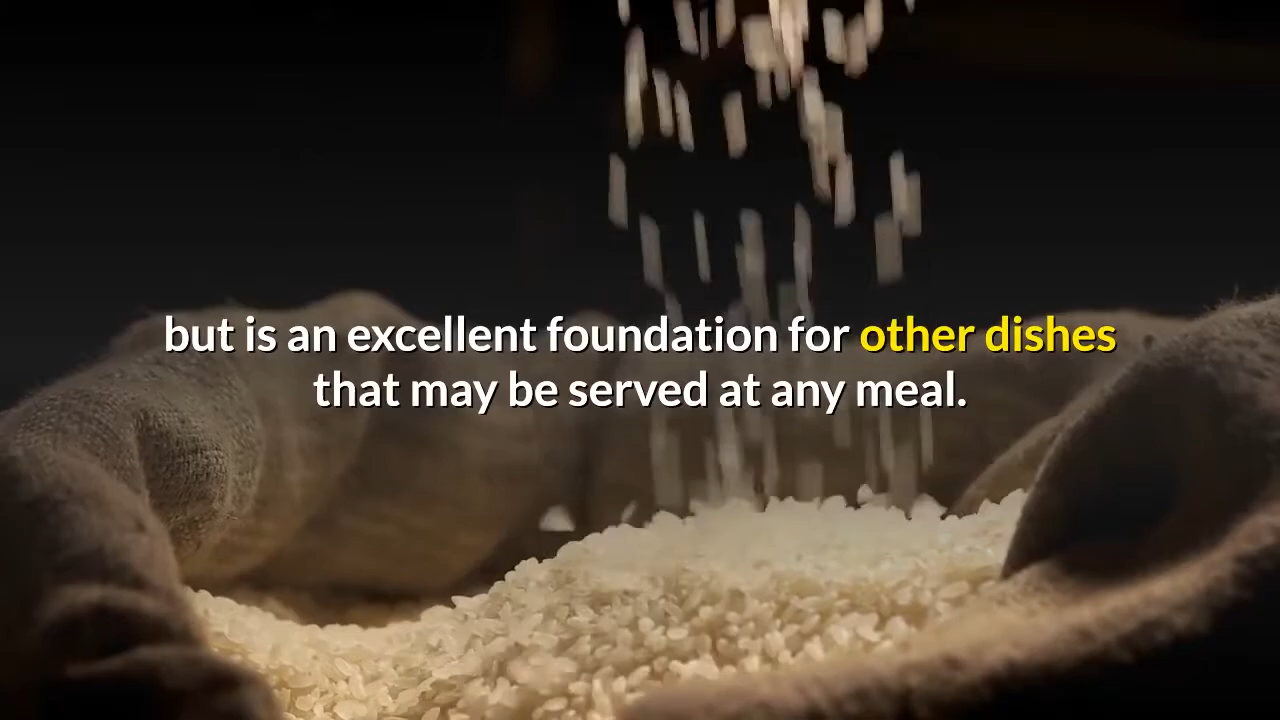 but is an excellent foundation for other dishes
that may be served at any meal.